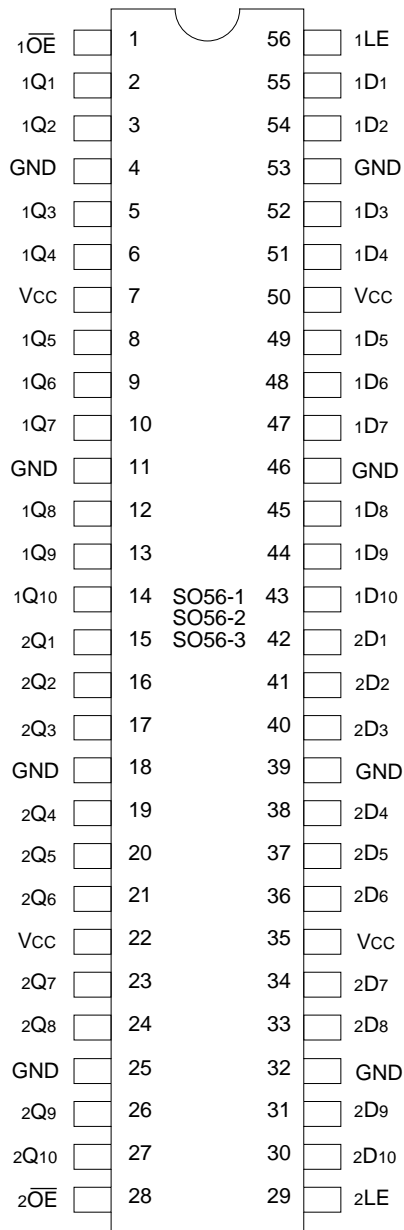 1O̅E̅ 1 56 1LE
1Q1 2 55 1D1
1Q2 3 54 1D2
GND 4 53 GND
1Q3 5 52 1D3
1Q4 6 51 1D4
VCC 7 50 VCC
1Q5 8 49 1D5
1Q6 9 48 1D6
1Q7 10 47 1D7
GND 11 46 GND
1Q8 12 45 1D8
1Q9 13 44 1D9
1Q10 14 SO56-1 43 1D10
SO56-2
2Q1 15 SO56-3 42 2D1
2Q2 16 41 2D2
2Q3 17 40 2D3
GND 18 39 GND
2Q4 19 38 2D4
2Q5 20 37 2D5
2Q6 21 36 2D6
VCC 22 35 VCC
2Q7 23 34 2D7
2Q8 24 33 2D8
GND 25 32 GND
2Q9 26 31 2D9
2Q10 27 30 2D10
2O̅E̅ 28 29 2LE